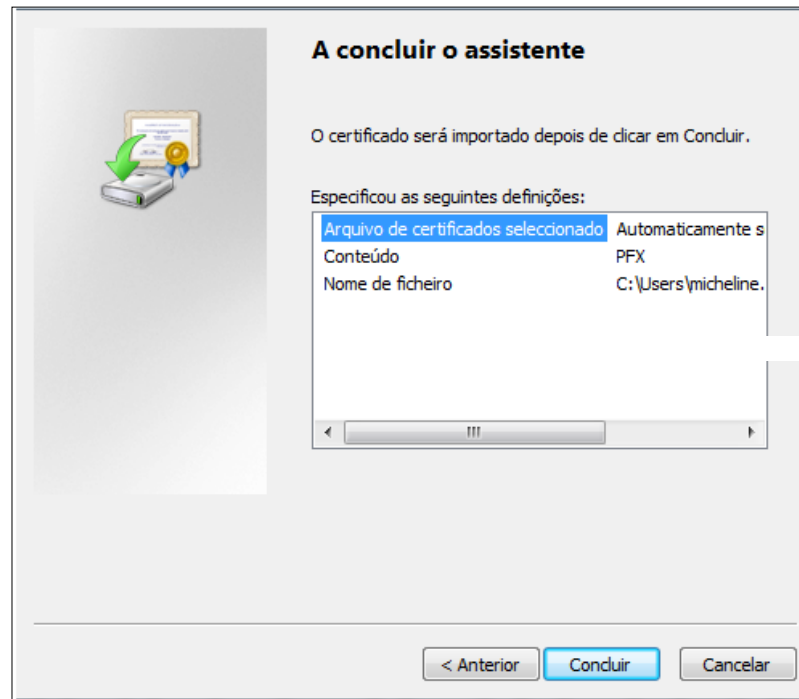 A concluir o assistente
O certificado será importado depois de clicar em Concluir.
Especificou as seguintes definições:
Arquivo de certificados seleccionado Automaticamente s
Conteúdo PFX
Nome de ficheiro C:\Users\micheline.
< Anterior Concluir Cancelar